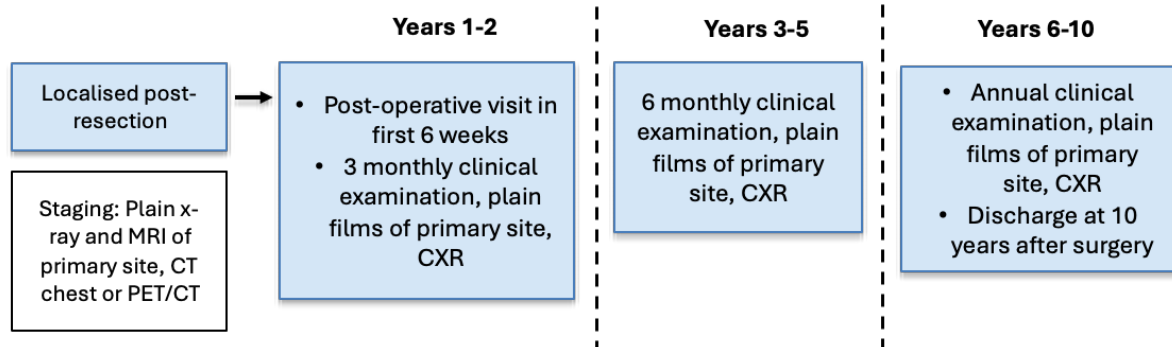 Years 1-2
Years 3-5
Years 6-10
Localised post-
resection
Staging: Plain x-
ray and MRI of
primary site, CT
chest or PET/CT
• Post-operative visit in
first 6 weeks
• 3 monthly clinical
examination, plain
films of primary site,
CXR
6 monthly clinical
examination, plain
films of primary
site, CXR
• Annual clinical
examination, plain
films of primary
site, CXR
• Discharge at 10
years after surgery